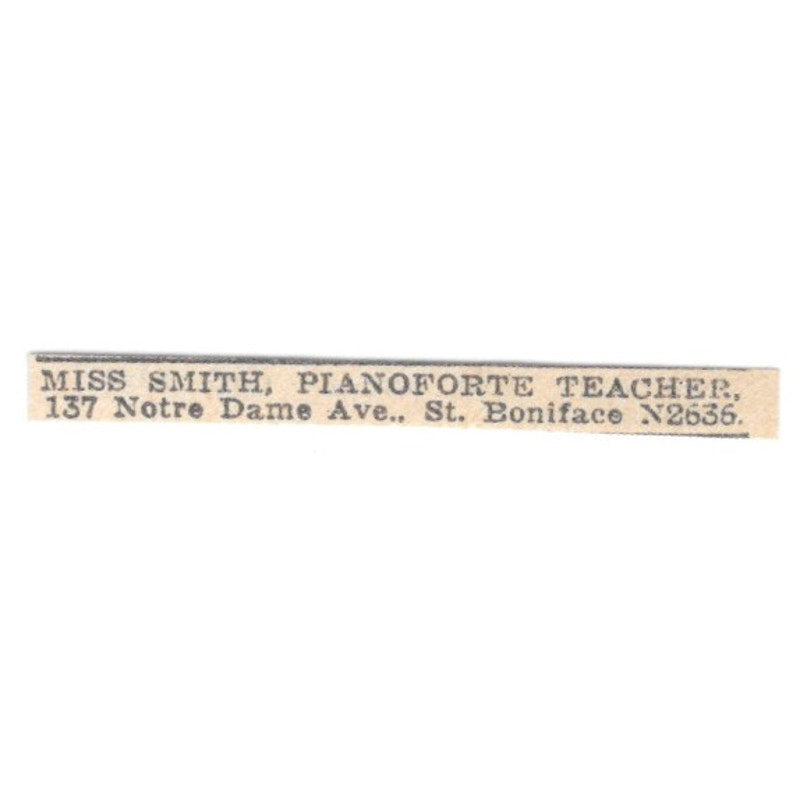 MISS SMITH, PIANOFORTE TEACHER,
137 Notre Dame Ave., St. Boniface N2636.